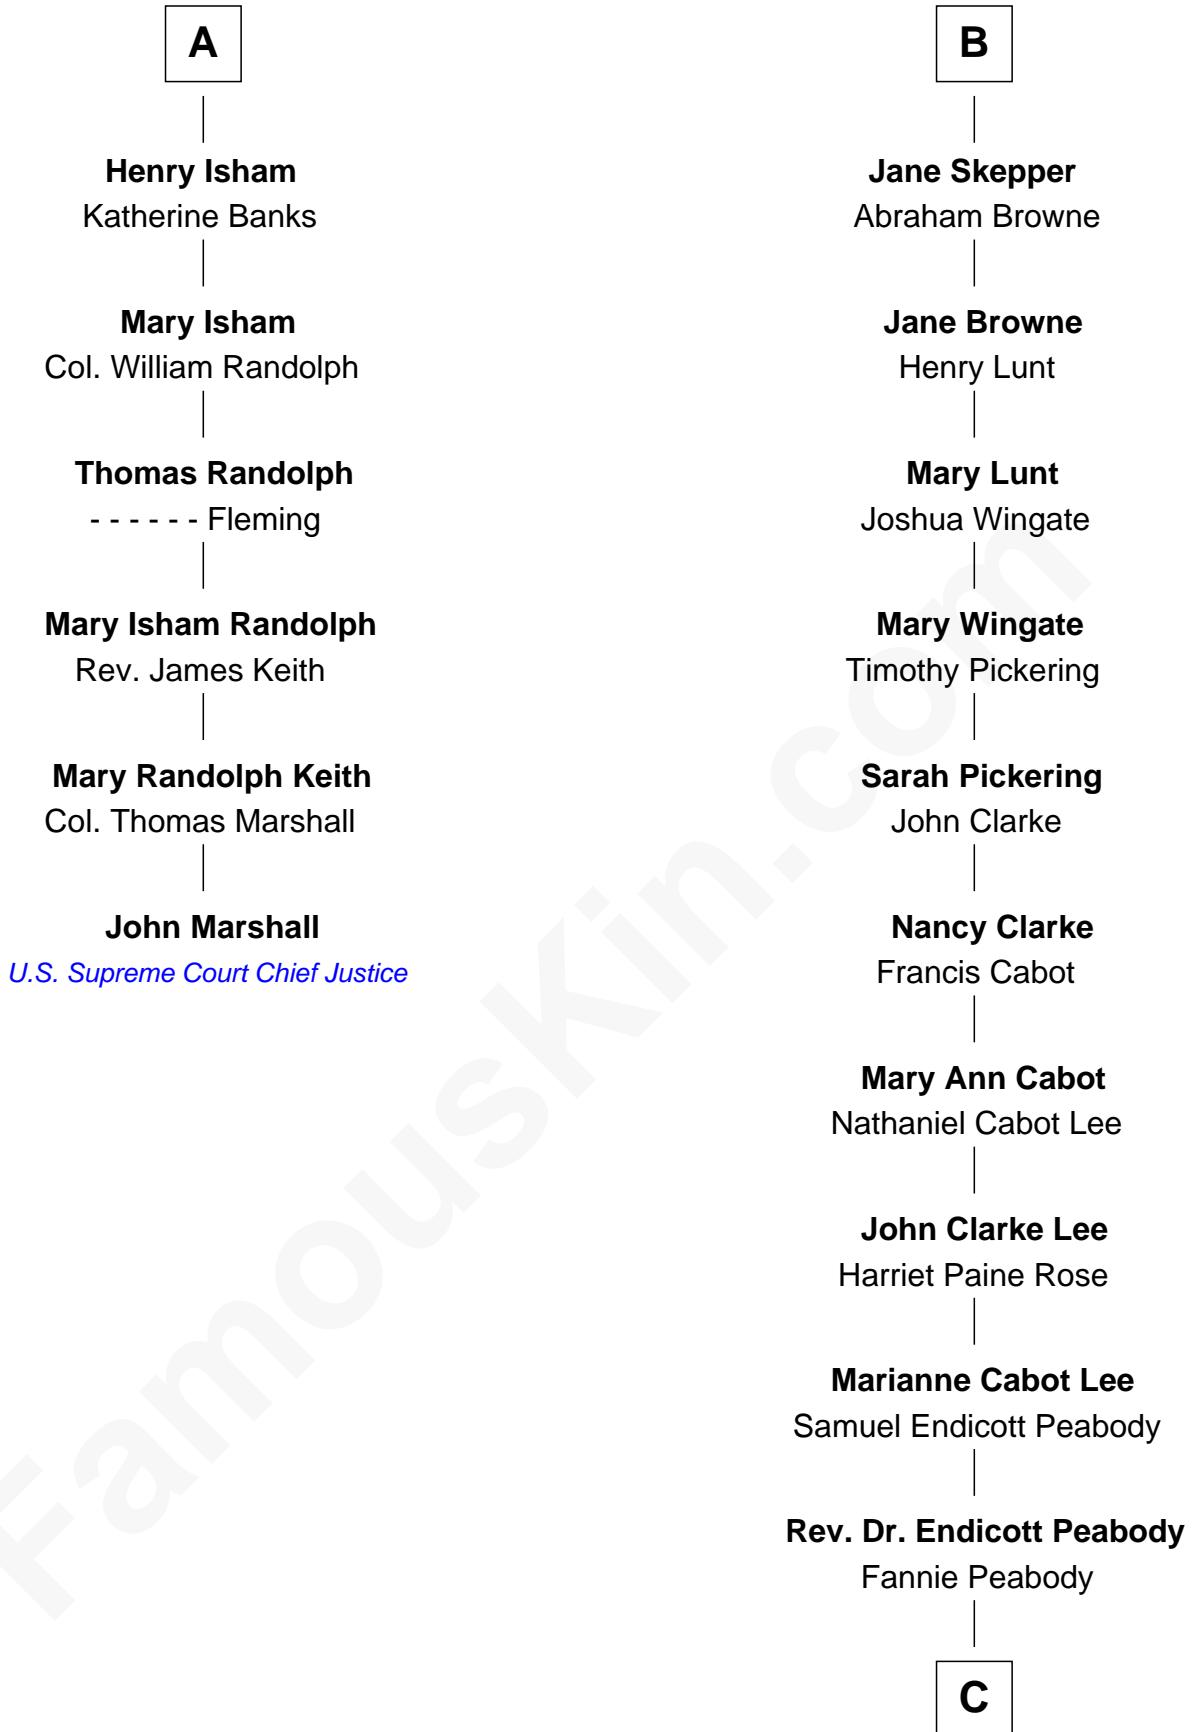 A
Henry Isham
Katherine Banks
Mary Isham
Col. William Randolph
Thomas Randolph
- - - - - - Fleming
Mary Isham Randolph
Rev. James Keith
Mary Randolph Keith
Col. Thomas Marshall
John Marshall
U.S. Supreme Court Chief Justice
B
Jane Skepper
Abraham Browne
Jane Browne
Henry Lunt
Mary Lunt
Joshua Wingate
Mary Wingate
Timothy Pickering
Sarah Pickering
John Clarke
Nancy Clarke
Francis Cabot
Mary Ann Cabot
Nathaniel Cabot Lee
John Clarke Lee
Harriet Paine Rose
Marianne Cabot Lee
Samuel Endicott Peabody
Rev. Dr. Endicott Peabody
Fannie Peabody
C
FamousKin.com